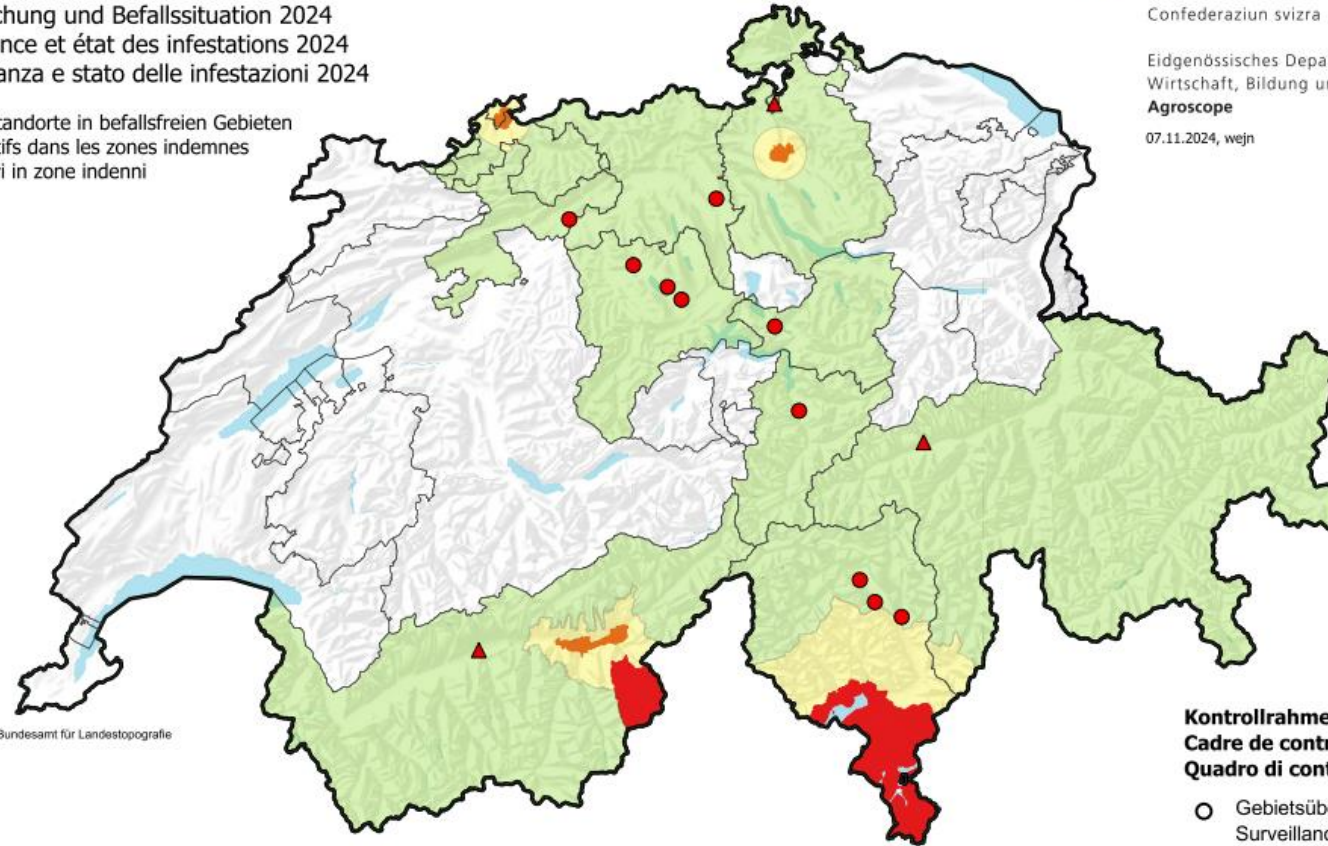 chung und Befallssituation 2024
nce et état des infestations 2024
anza e stato delle infestazioni 2024
tandorte in befallsfreien Gebieten
ifs dans les zones indemnes
i in zone indenni
Confederaziun svizra
Eidgenössisches Depa
Wirtschaft, Bildung u
Agroscope
07.11.2024, wejn
Bundesamt für Landestopografie
Kontrollrahme
Cadre de contr
Quadro di cont
Gebietsüb
Surveillanc